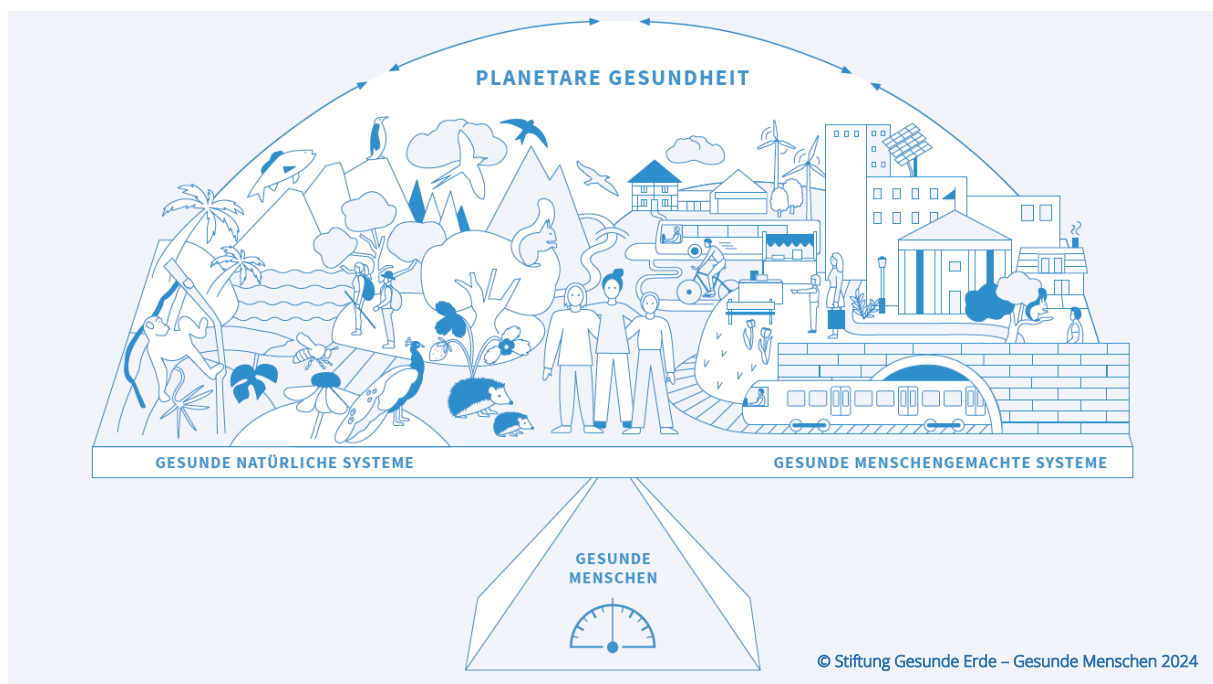 PLANETARE GESUNDHEIT
GESUNDE NATÜRLICHE SYSTEME
GESUNDE MENSCHENGEMACHTE SYSTEME
GESUNDE
MENSCHEN
© Stiftung Gesunde Erde – Gesunde Menschen 2024